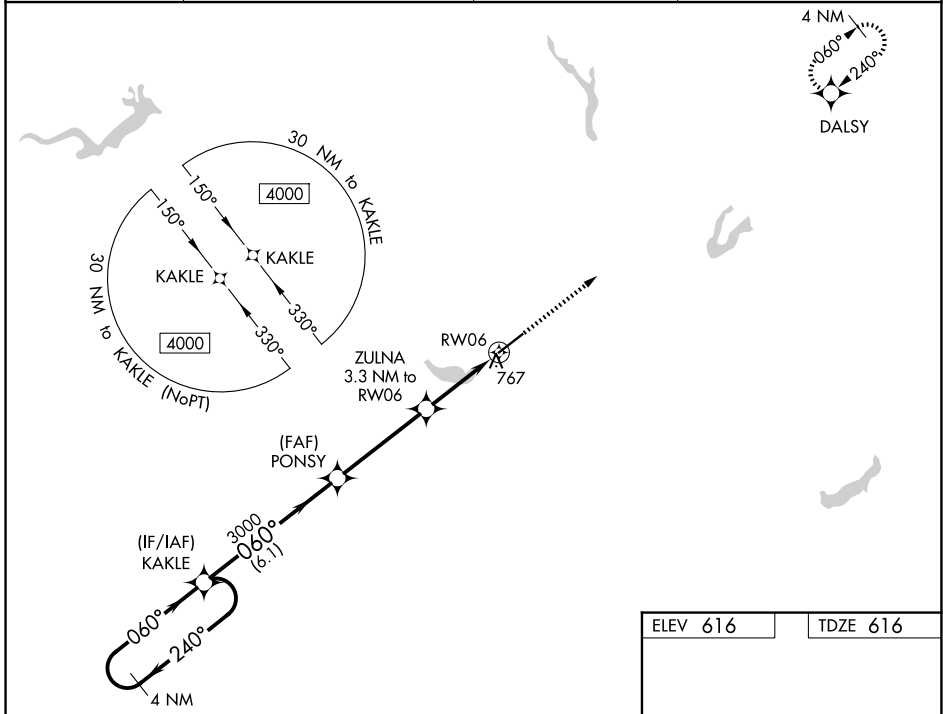 4 NM
060°
240°
DALSY
30 NM to KAKLE
4000
150°
KAKLE
330°
150°
KAKLE
330°
4000
30 NM to KAKLE (NoPT)
RW06
767
ZULNA
3.3 NM to
RW06
(FAF)
PONSY
3000
060°
(6.1)
(IF/IAF)
KAKLE
060°
240°
4 NM
ELEV 616
TDZE 616